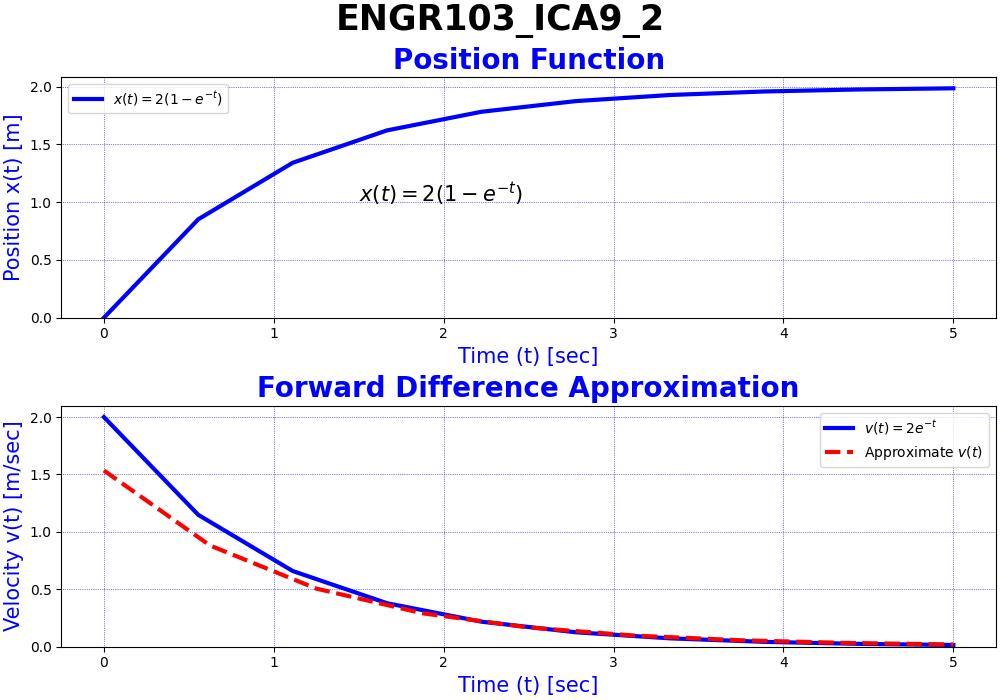 ENGR103_ICA9_2
Position Function
x(t) = 2(1 − e⁻ᵗ)
x(t) = 2(1 − e⁻ᵗ)
Position x(t) [m]
2.0
1.5
1.0
0.5
0.0
0 1 2 3 4 5
Time (t) [sec]
Forward Difference Approximation
v(t) = 2e⁻ᵗ
Approximate v(t)
Velocity v(t) [m/sec]
2.0
1.5
1.0
0.5
0.0
0 1 2 3 4 5
Time (t) [sec]